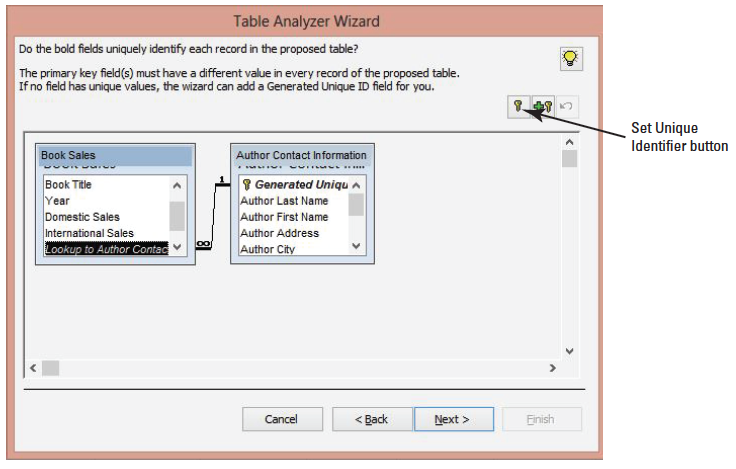 Table Analyzer Wizard
Do the bold fields uniquely identify each record in the proposed table?
The primary key field(s) must have a different value in every record of the proposed table.
If no field has unique values, the wizard can add a Generated Unique ID field for you.
Set Unique
Identifier button
Book Sales
Book Title
Year
Domestic Sales
International Sales
Lookup to Author Contac
1
∞
Author Contact Information
Generated Uniqu
Author Last Name
Author First Name
Author Address
Author City
Cancel
< Back
Next >
Finish